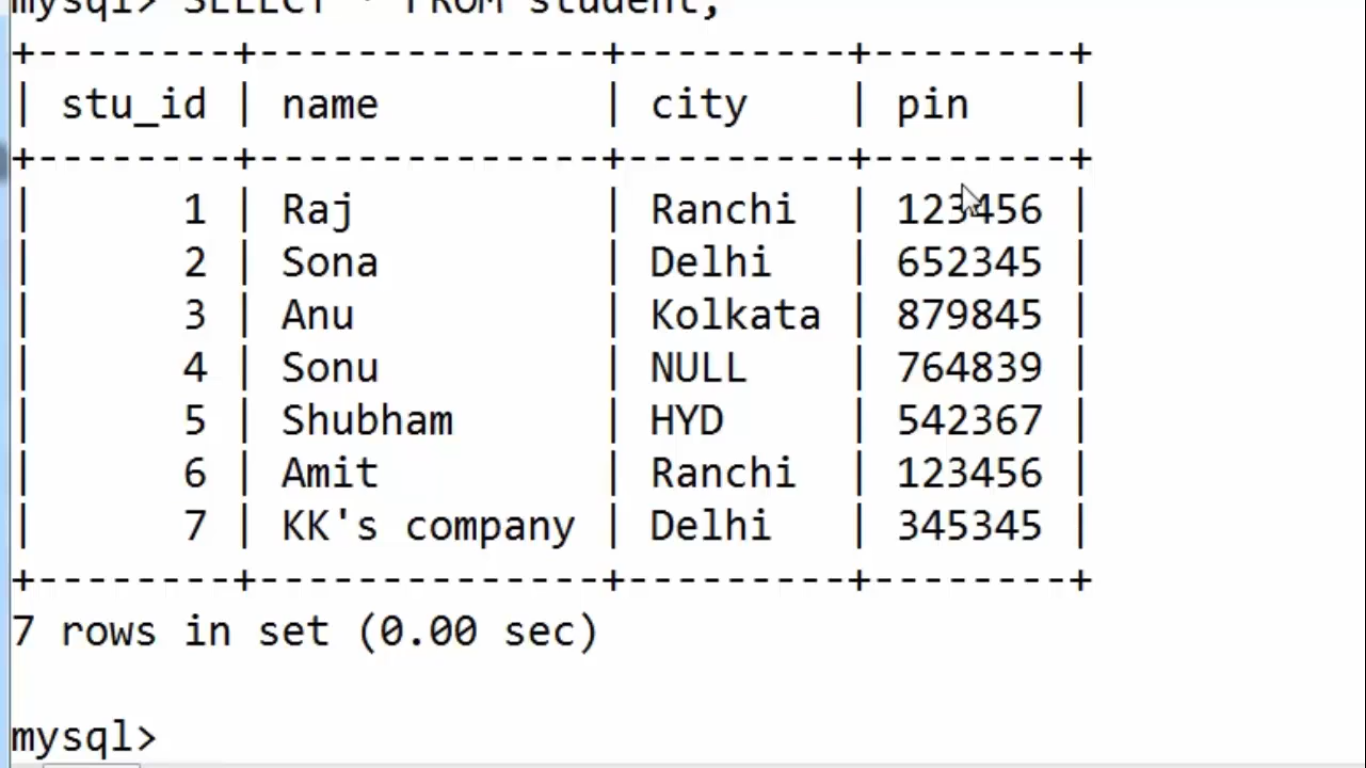 mysql> SELECT * FROM student;
+--------+--------------+---------+--------+
| stu_id | name         | city    | pin    |
+--------+--------------+---------+--------+
|      1 | Raj          | Ranchi  | 123456 |
|      2 | Sona         | Delhi   | 652345 |
|      3 | Anu          | Kolkata | 879845 |
|      4 | Sonu         | NULL    | 764839 |
|      5 | Shubham      | HYD     | 542367 |
|      6 | Amit         | Ranchi  | 123456 |
|      7 | KK's company | Delhi   | 345345 |
+--------+--------------+---------+--------+
7 rows in set (0.00 sec)
mysql>